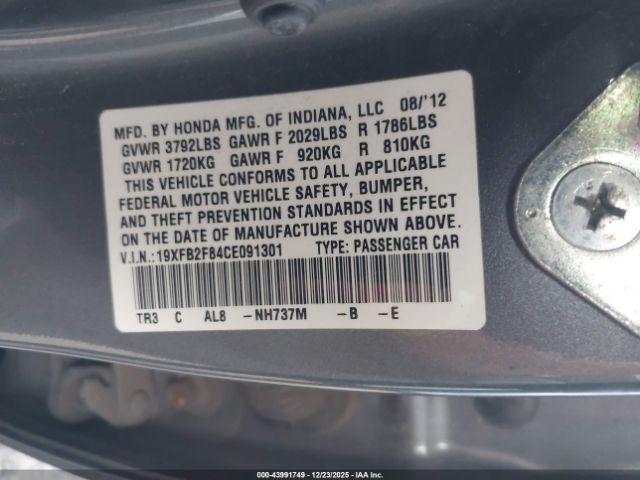 MFD. BY HONDA MFG. OF INDIANA, LLC 08/'12
GVWR 3792LBS GAWR F 2029LBS R 1786LBS
GVWR 1720KG GAWR F 920KG R 810KG
THIS VEHICLE CONFORMS TO ALL APPLICABLE
FEDERAL MOTOR VEHICLE SAFETY, BUMPER,
AND THEFT PREVENTION STANDARDS IN EFFECT
ON THE DATE OF MANUFACTURE SHOWN ABOVE.
V.I.N.:19XFB2F84CE091301 TYPE: PASSENGER CAR
TR3 C AL8 -NH737M -B -E
000-43991749 - 12/23/2025 - IAA Inc.